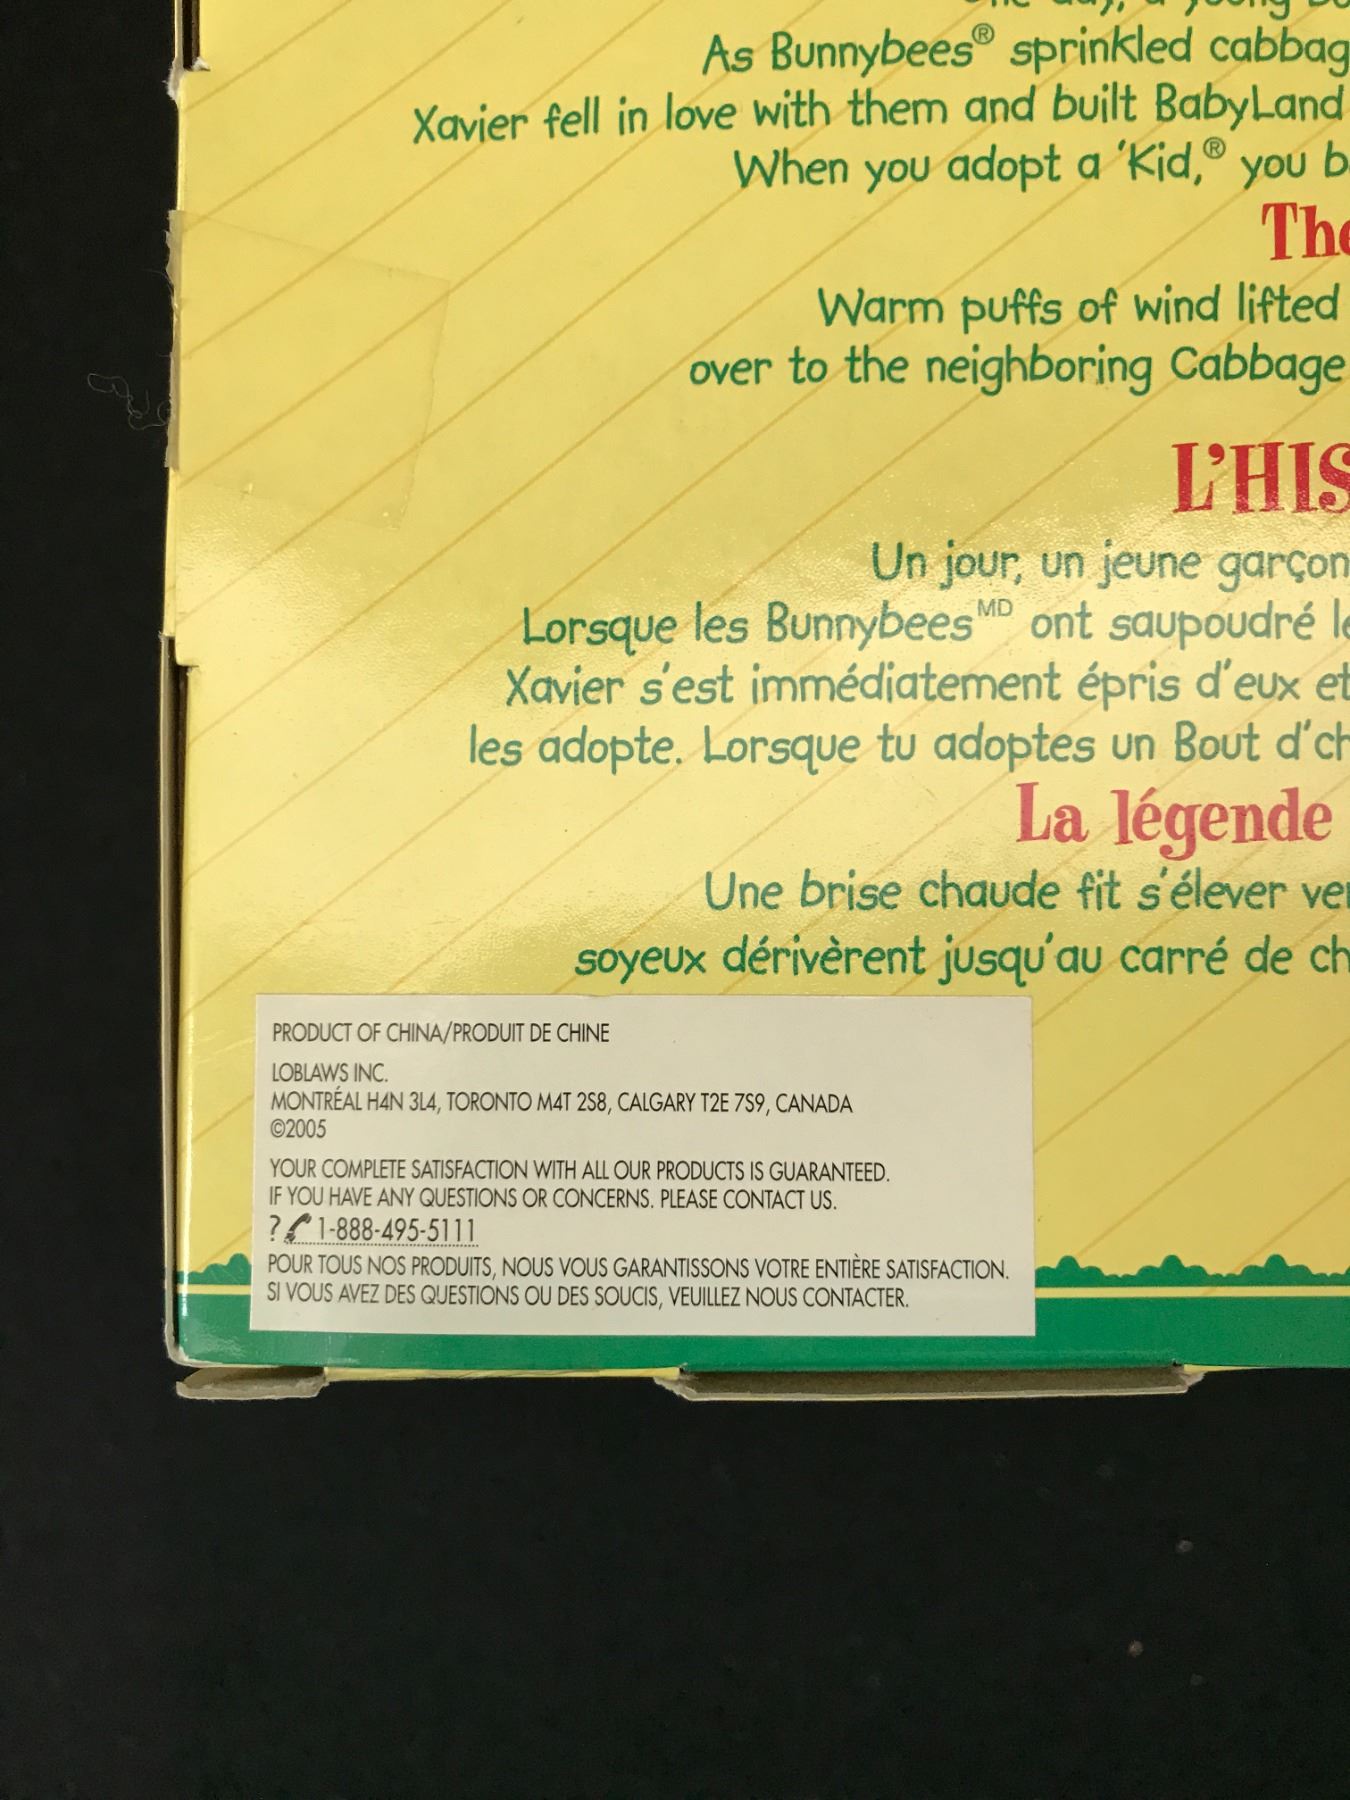 As Bunnybees® sprinkled cabbag
Xavier fell in love with them and built BabyLand
When you adopt a 'Kid,® you b
The
Warm puffs of wind lifted
over to the neighboring Cabbage
L'HIS
Un jour, un jeune garçon
Lorsque les Bunnybees MD ont saupoudré le
Xavier s'est immédiatement épris d'eux et
les adopte. Lorsque tu adoptes un Bout d'ch
La légende
Une brise chaude fit s'élever ver
soyeux dérivèrent jusqu'au carré de ch
PRODUCT OF CHINA/PRODUIT DE CHINE
LOBLAWS INC.
MONTRÉAL H4N 3L4, TORONTO M4T 2S8, CALGARY T2E 7S9, CANADA
©2005
YOUR COMPLETE SATISFACTION WITH ALL OUR PRODUCTS IS GUARANTEED.
IF YOU HAVE ANY QUESTIONS OR CONCERNS. PLEASE CONTACT US.
? 1-888-495-5111
POUR TOUS NOS PRODUITS, NOUS VOUS GARANTISSONS VOTRE ENTIÈRE SATISFACTION.
SI VOUS AVEZ DES QUESTIONS OU DES SOUCIS, VEUILLEZ NOUS CONTACTER.